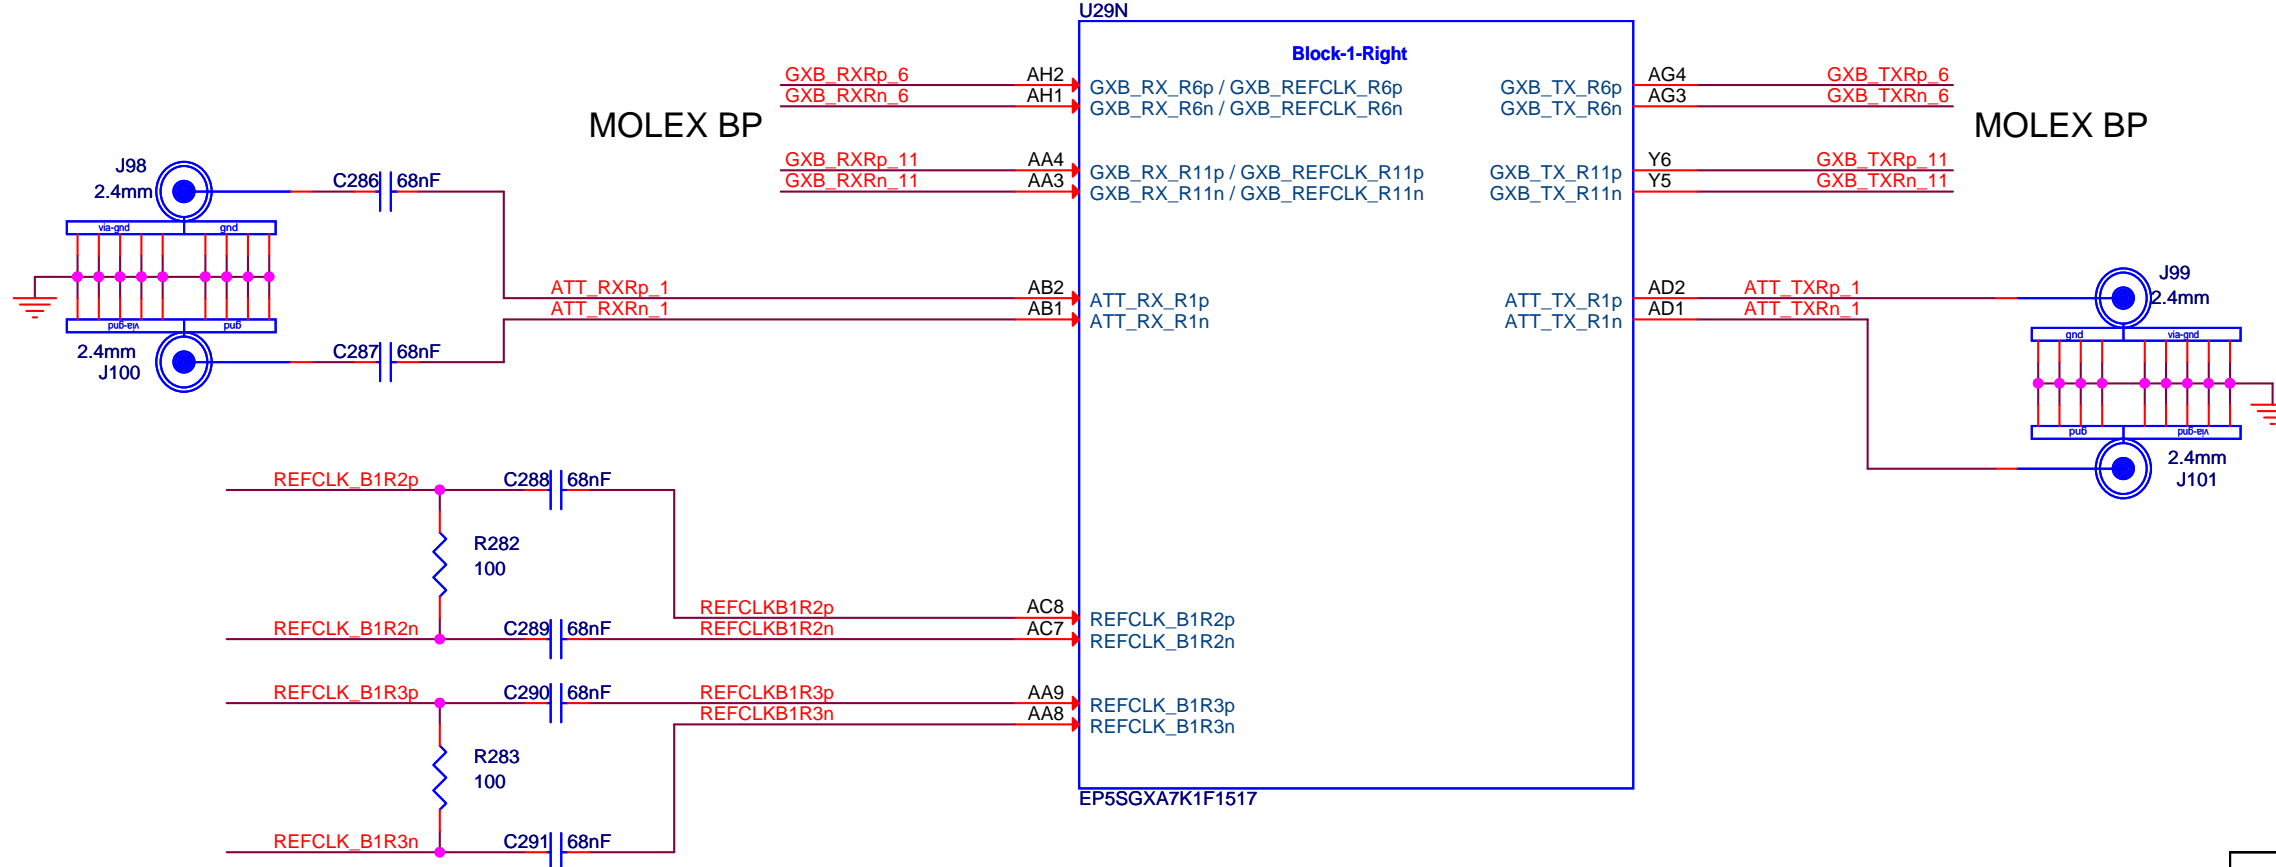 U29N
Block-1-Right
GXB_RXRp_6 AH2 GXB_RX_R6p / GXB_REFCLK_R6p GXB_TX_R6p AG4 GXB_TXRp_6
GXB_RXRn_6 AH1 GXB_RX_R6n / GXB_REFCLK_R6n GXB_TX_R6n AG3 GXB_TXRn_6
MOLEX BP MOLEX BP
GXB_RXRp_11 AA4 GXB_RX_R11p / GXB_REFCLK_R11p GXB_TX_R11p Y6 GXB_TXRp_11
GXB_RXRn_11 AA3 GXB_RX_R11n / GXB_REFCLK_R11n GXB_TX_R11n Y5 GXB_TXRn_11
J98
2.4mm
C286 68nF
via-gnd gnd
ATT_RXRp_1 AB2 ATT_RX_R1p ATT_TX_R1p AD2 ATT_TXRp_1
ATT_RXRn_1 AB1 ATT_RX_R1n ATT_TX_R1n AD1 ATT_TXRn_1
J99
2.4mm
via-gnd gnd
gnd via-gnd
2.4mm
J100
C287 68nF
gnd via-gnd
2.4mm
J101
REFCLK_B1R2p C288 68nF
R282
100
REFCLKB1R2p AC8 REFCLK_B1R2p
REFCLK_B1R2n C289 68nF REFCLKB1R2n AC7 REFCLK_B1R2n
REFCLK_B1R3p C290 68nF REFCLKB1R3p AA9 REFCLK_B1R3p
REFCLKB1R3n AA8 REFCLK_B1R3n
R283
100
EP5SGXA7K1F1517
REFCLK_B1R3n C291 68nF